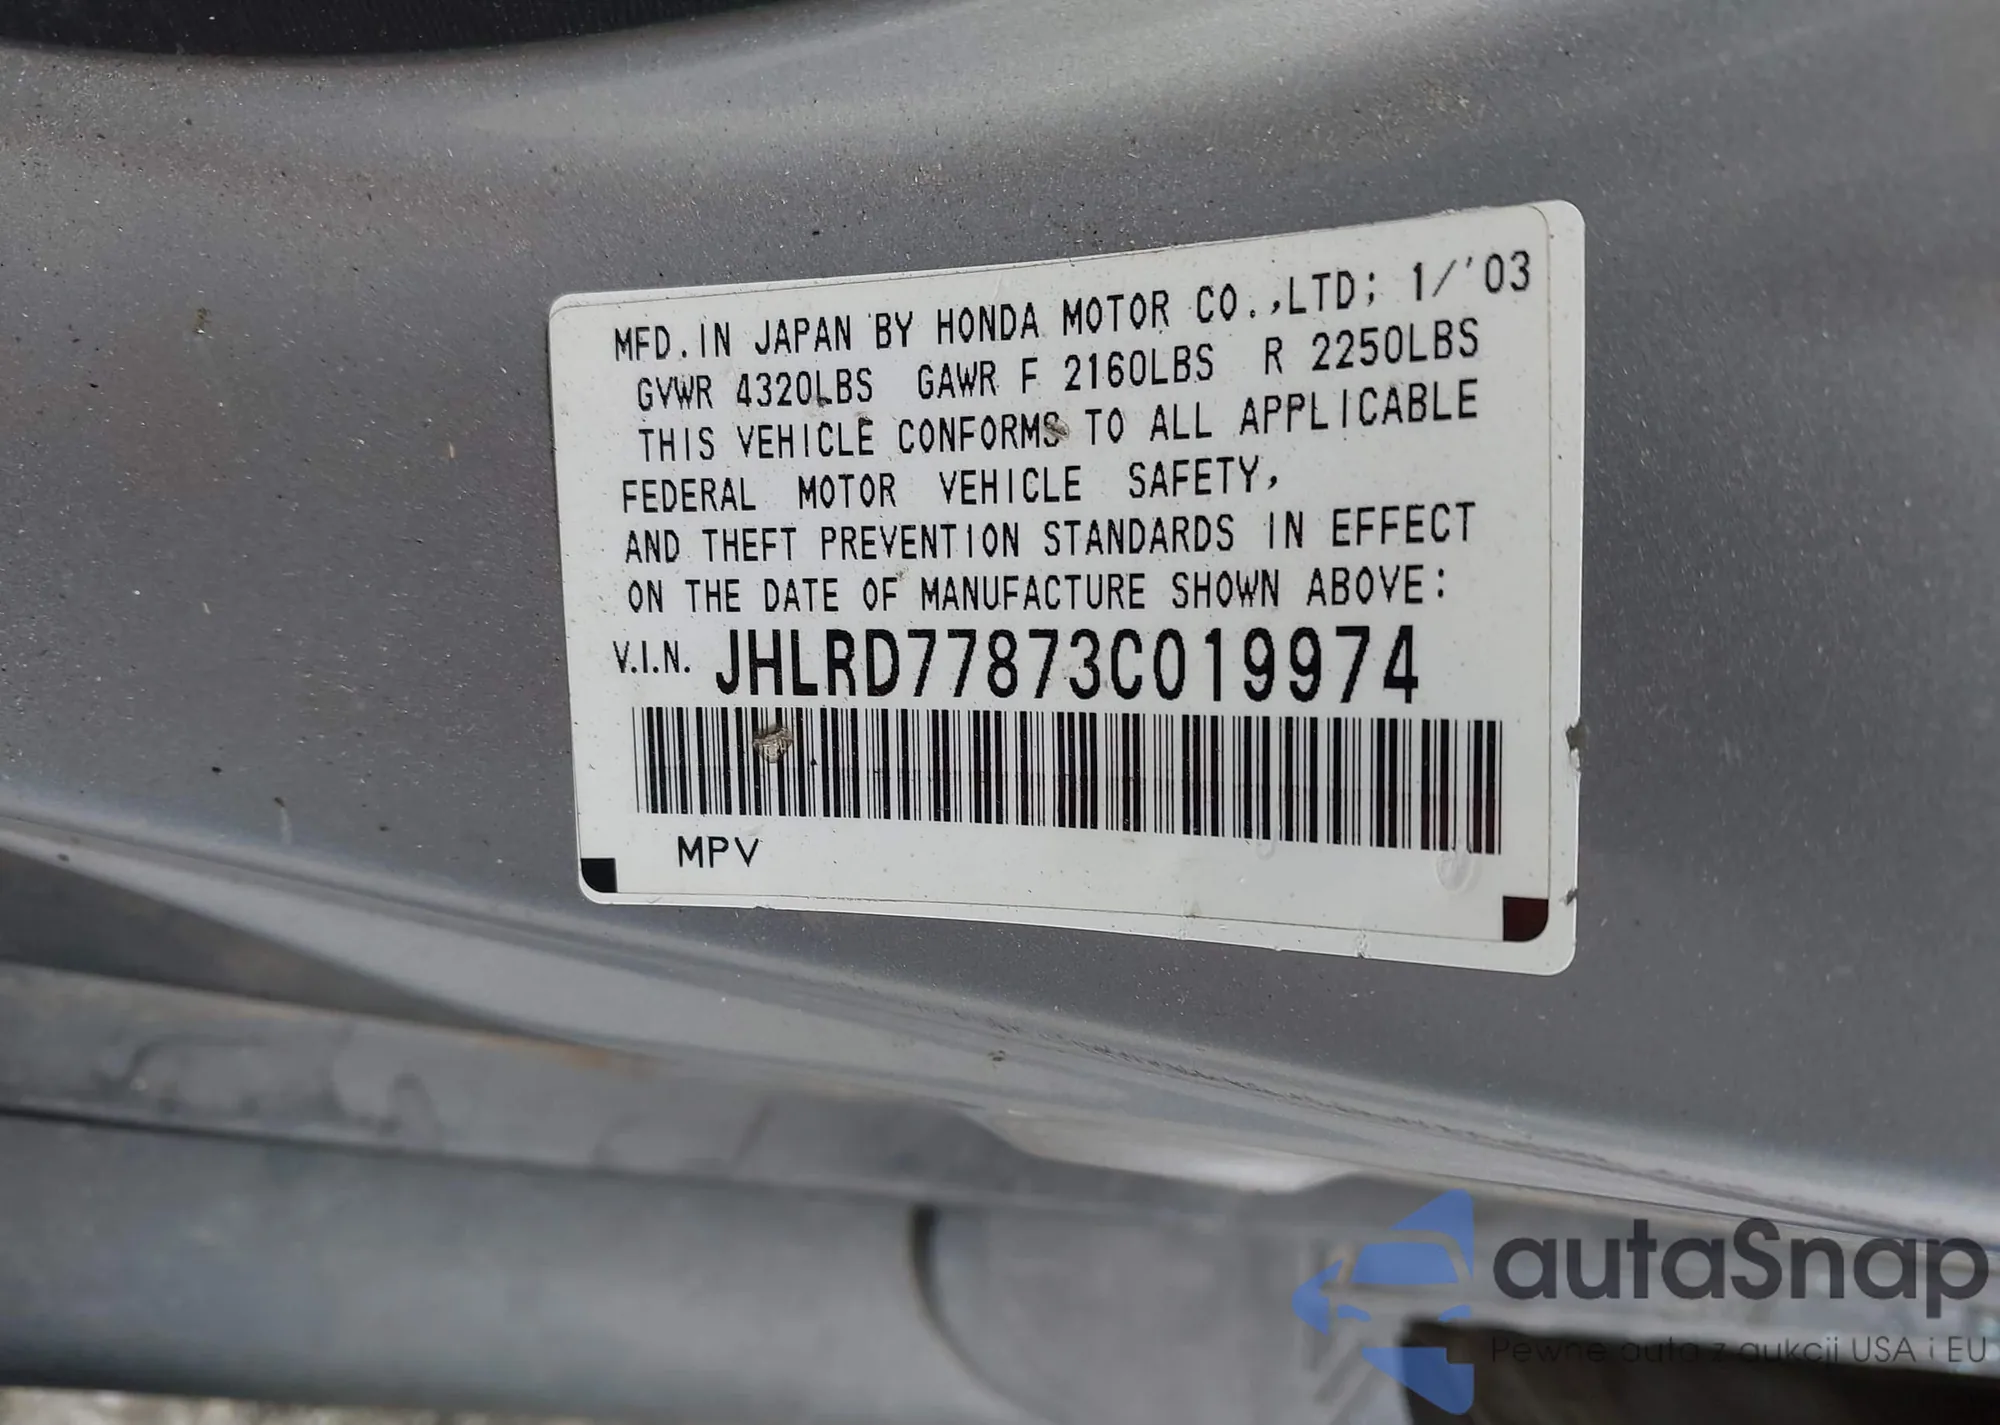 MFD. IN JAPAN BY HONDA MOTOR CO.,LTD; 1/'03
GVWR 4320LBS GAWR F 2160LBS R 2250LBS
THIS VEHICLE CONFORMS TO ALL APPLICABLE
FEDERAL MOTOR VEHICLE SAFETY,
AND THEFT PREVENTION STANDARDS IN EFFECT
ON THE DATE OF MANUFACTURE SHOWN ABOVE:
V.I.N. JHLRD77873C019974
MPV
autaSnap
Pewne auta z aukcji USA i EU